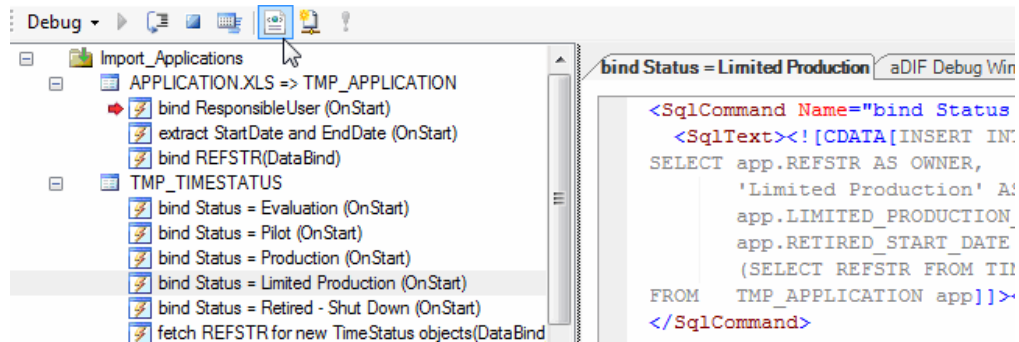 Debug
Import_Applications
APPLICATION.XLS => TMP_APPLICATION
bind ResponsibleUser (OnStart)
extract StartDate and EndDate (OnStart)
bind REFSTR(DataBind)
TMP_TIMESTATUS
bind Status = Evaluation (OnStart)
bind Status = Pilot (OnStart)
bind Status = Production (OnStart)
bind Status = Limited Production (OnStart)
bind Status = Retired - Shut Down (OnStart)
fetch REFSTR for new TimeStatus objects(DataBind
bind Status = Limited Production aDIF Debug Win
<SqlCommand Name="bind Status
<SqlText><![CDATA[INSERT INT
SELECT app.REFSTR AS OWNER,
'Limited Production' AS
app.LIMITED_PRODUCTION_
app.RETIRED_START_DATE
(SELECT REFSTR FROM TIM
FROM TMP_APPLICATION app]]><
</SqlCommand>